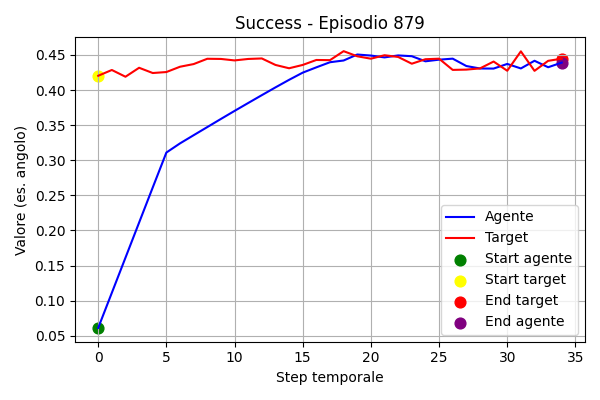 Success - Episodio 879
Valore (es. angolo)
0.45
0.40
0.35
0.30
0.25
0.20
0.15
0.10
0.05
0
5
10
15
20
25
30
35
Step temporale
Agente
Target
Start agente
Start target
End target
End agente